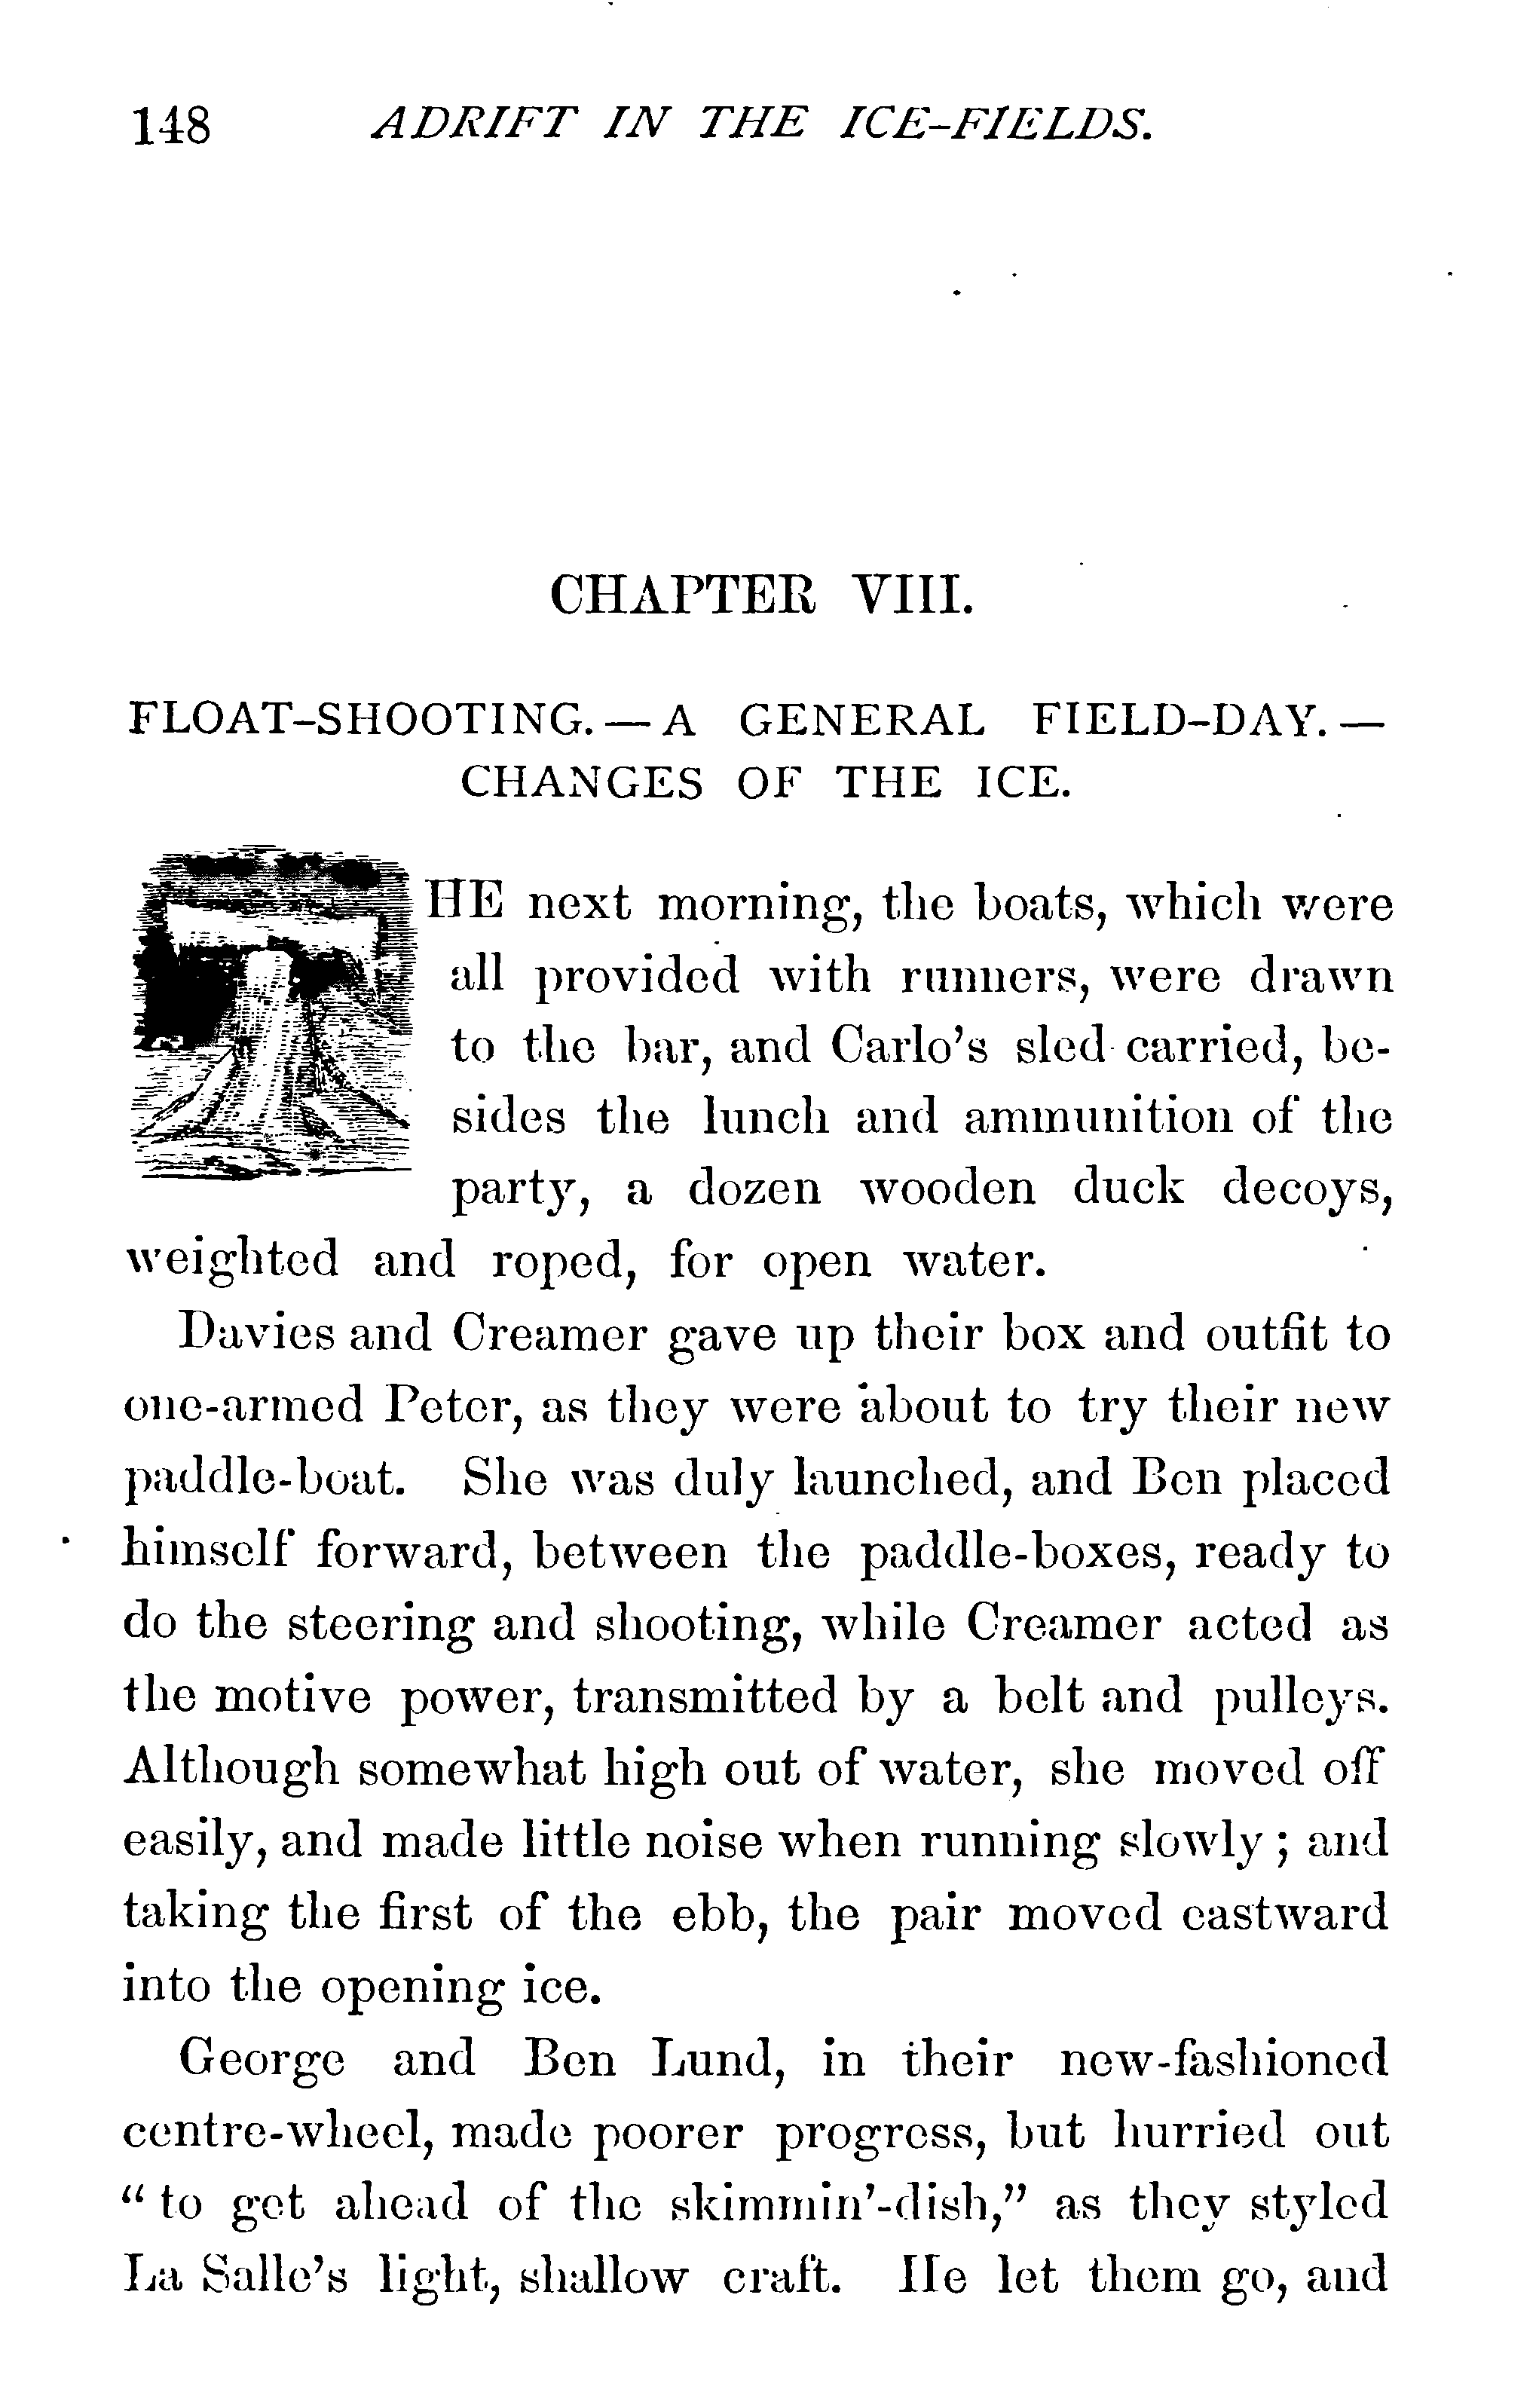 148 ADRIFT IN THE ICE-FIELDS.
CHAPTER VIII.
FLOAT-SHOOTING. — A GENERAL FIELD-DAY. —
CHANGES OF THE ICE.
THE next morning, the boats, which were
all provided with runners, were drawn
to the bar, and Carlo's sled carried, be-
sides the lunch and ammunition of the
party, a dozen wooden duck decoys,
weighted and roped, for open water.
Davies and Creamer gave up their box and outfit to
one-armed Peter, as they were about to try their new
paddle-boat. She was duly launched, and Ben placed
himself forward, between the paddle-boxes, ready to
do the steering and shooting, while Creamer acted as
the motive power, transmitted by a belt and pulleys.
Although somewhat high out of water, she moved off
easily, and made little noise when running slowly; and
taking the first of the ebb, the pair moved eastward
into the opening ice.
George and Ben Lund, in their new-fashioned
centre-wheel, made poorer progress, but hurried out
“to get ahead of the skimmin'-dish,” as they styled
La Salle's light, shallow craft. He let them go, and